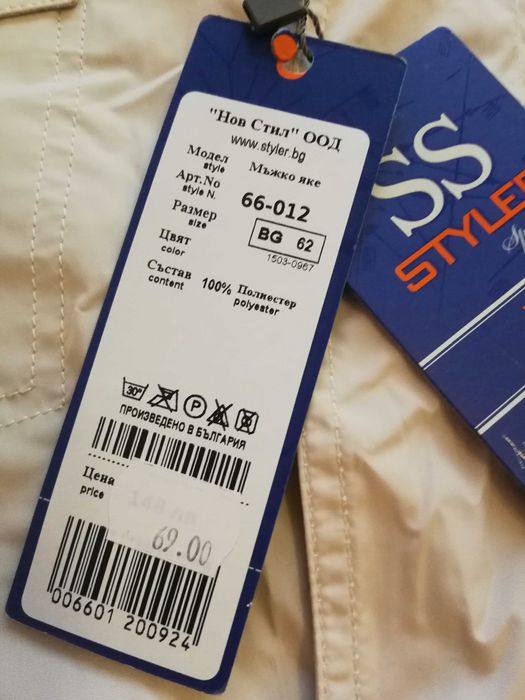 "Нов Стил" ООД
www.styler.bg
Модел Мъжко яке
style
Арт.No 66-012
style N.
Размер BG 62
size
1503-0967
Цвят
color
Състав 100% Полиестер
content polyester
30°
P
ПРОИЗВЕДЕНО В БЪЛГАРИЯ
Цена
price
69.00
006601 200924
SS
STYLER